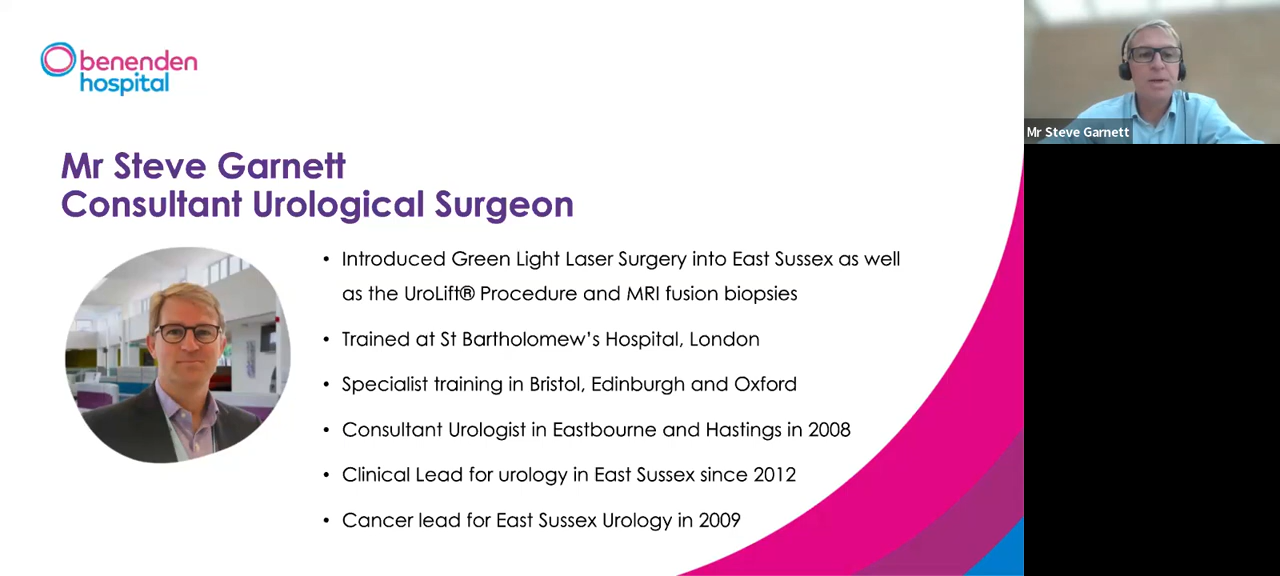 benenden
hospital
Mr Steve Garnett
Consultant Urological Surgeon
• Introduced Green Light Laser Surgery into East Sussex as well
as the UroLift® Procedure and MRI fusion biopsies
• Trained at St Bartholomew’s Hospital, London
• Specialist training in Bristol, Edinburgh and Oxford
• Consultant Urologist in Eastbourne and Hastings in 2008
• Clinical Lead for urology in East Sussex since 2012
• Cancer lead for East Sussex Urology in 2009
Mr Steve Garnett